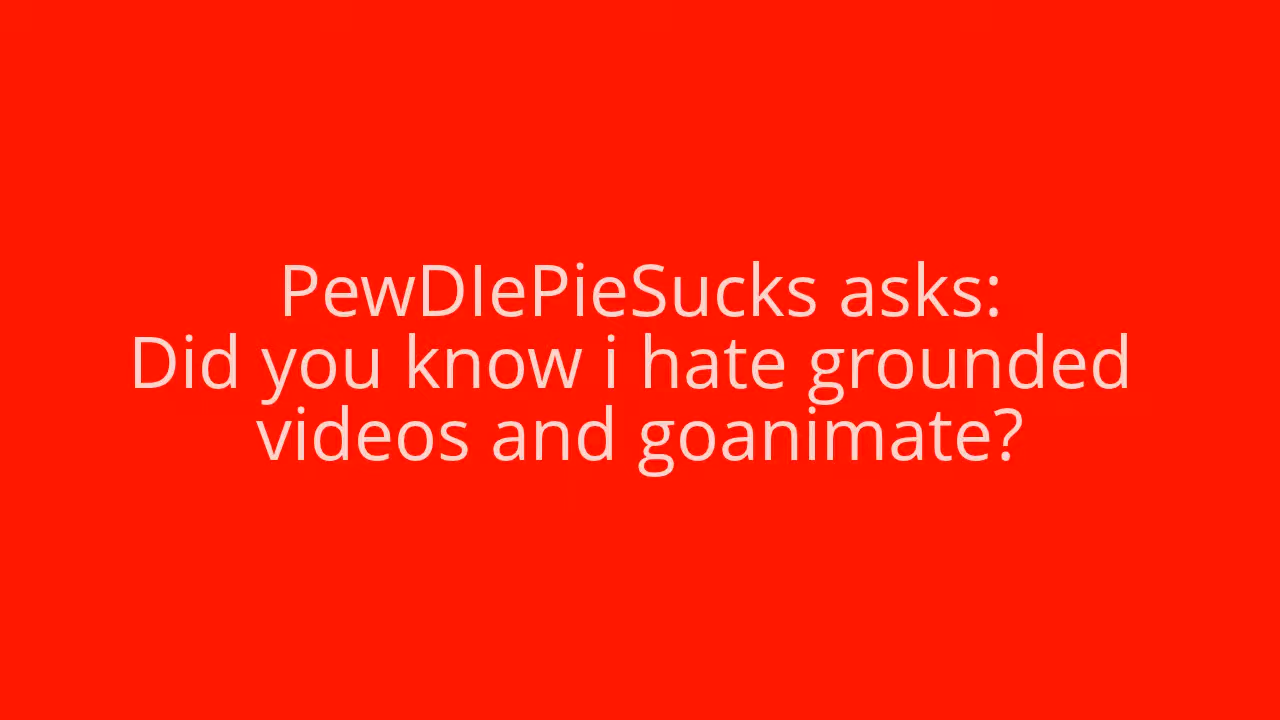 PewDIePieSucks asks:
Did you know i hate grounded
videos and goanimate?